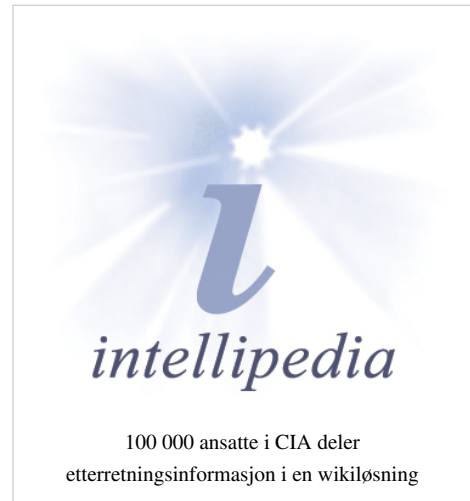 intellipedia
100 000 ansatte i CIA deler
etterretningsinformasjon i en wikiløsning